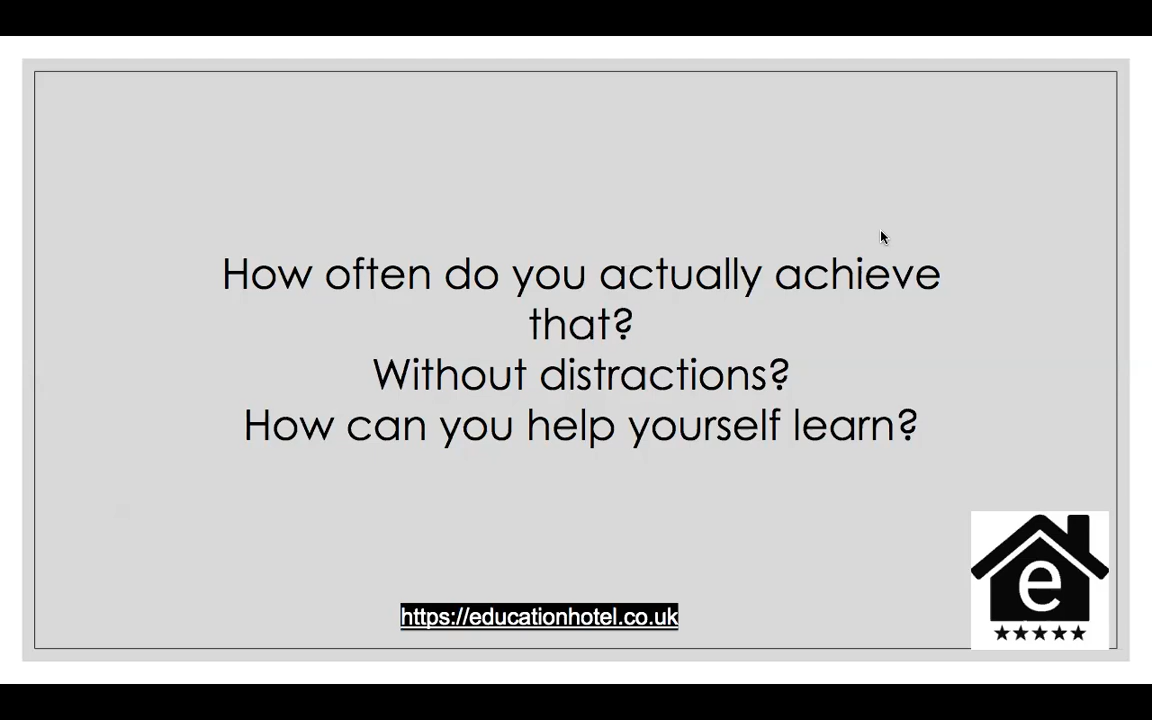 How often do you actually achieve
that?
Without distractions?
How can you help yourself learn?
https://educationhotel.co.uk
e